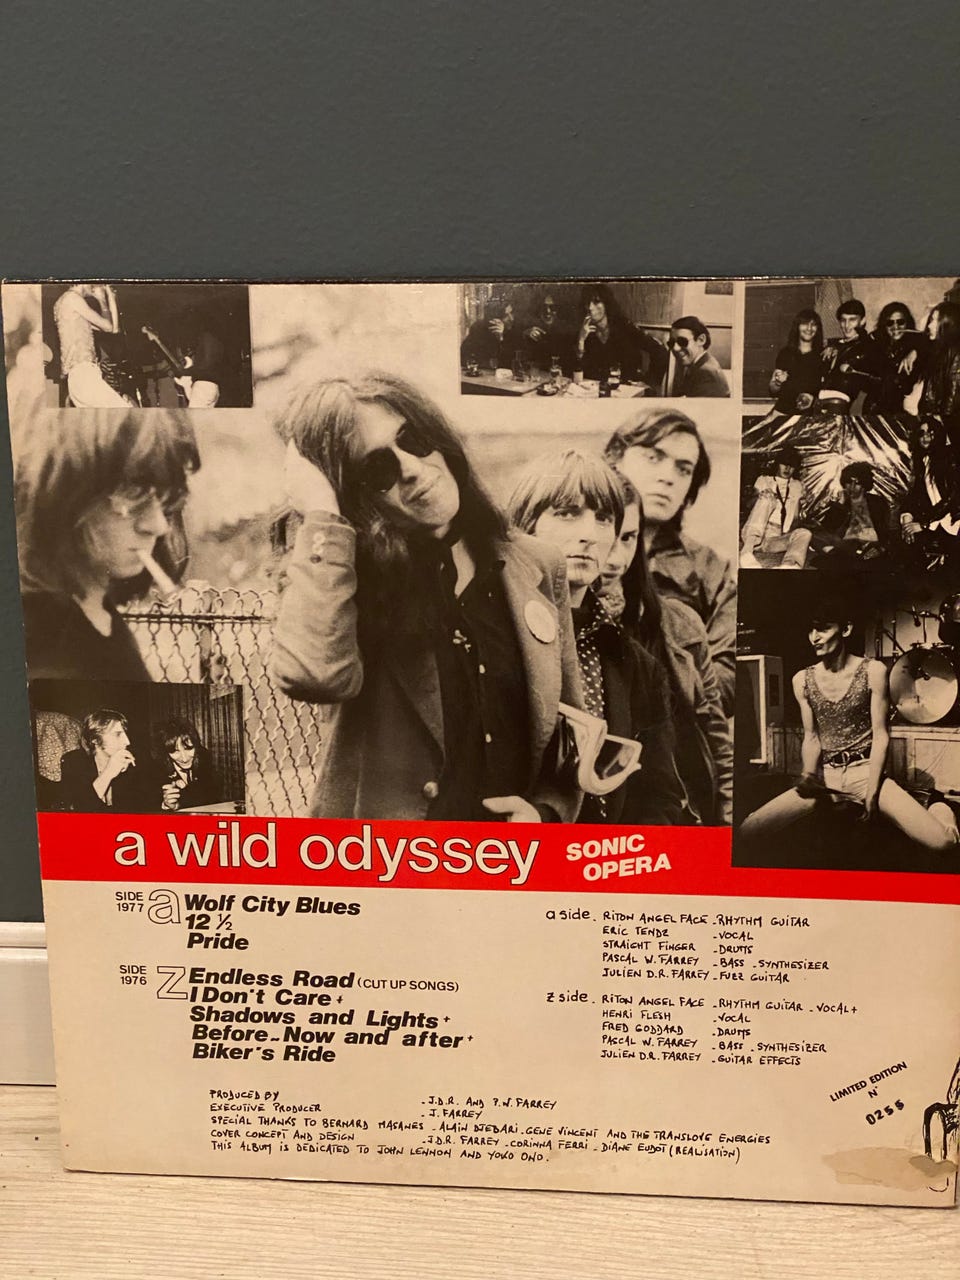 a wild odyssey SONIC OPERA
SIDE 1977 a Wolf City Blues
12 ½
Pride
SIDE 1976 Z Endless Road (CUT UP SONGS)
I Don't Care +
Shadows and Lights +
Before-Now and after +
Biker's Ride
a side. RITON ANGEL FACE - RHYTHM GUITAR
ERIC TENDZ - VOCAL
STRAIGHT FINGER - DRUMS
PASCAL W. FARREY - BASS - SYNTHESIZER
JULIEN D.R. FARREY - FUZZ GUITAR
z side. RITON ANGEL FACE - RHYTHM GUITAR - VOCAL +
HENRI FLESH - VOCAL
FRED GODDARD - DRUMS
PASCAL W. FARREY - BASS - SYNTHESIZER
JULIEN D.R. FARREY - GUITAR EFFECTS
LIMITED EDITION
N°
0255
PRODUCED BY - J.D.R. AND P.W. FARREY
EXECUTIVE PRODUCER - J. FARREY
SPECIAL THANKS TO BERNARD MASANES - ALAIN DJEBARI - GENE VINCENT AND THE TRANSLOVE ENERGIES
COVER CONCEPT AND DESIGN - J.D.R. FARREY - CORINNA FERRI - DIANE EUDOT (REALISATION)
THIS ALBUM IS DEDICATED TO JOHN LENNON AND YOKO ONO.